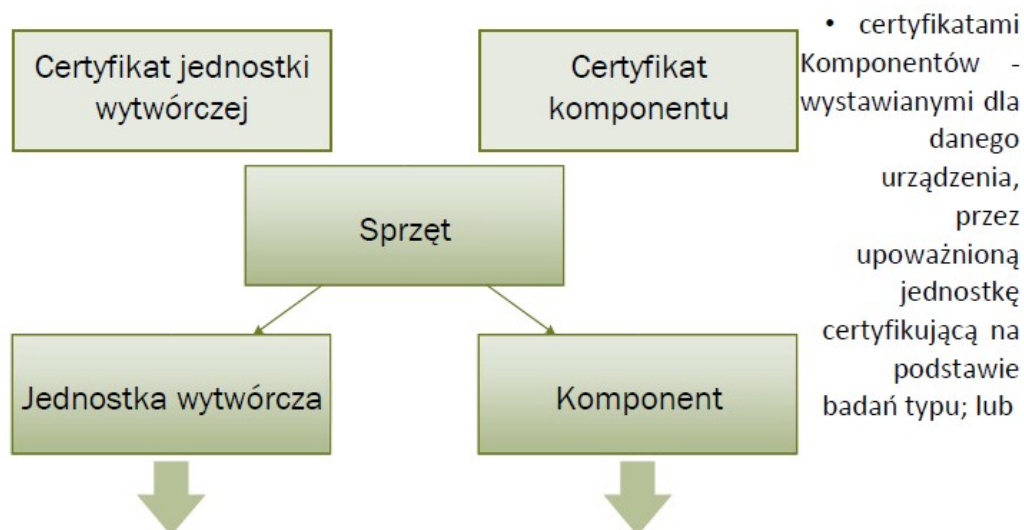 Certyfikat jednostki
wytwórczej
Certyfikat
komponentu
Sprzęt
Jednostka wytwórcza
Komponent
• certyfikatami
Komponentów -
wystawianymi dla
danego
urządzenia,
przez
upoważnioną
jednostkę
certyfikującą na
podstawie
badań typu; lub